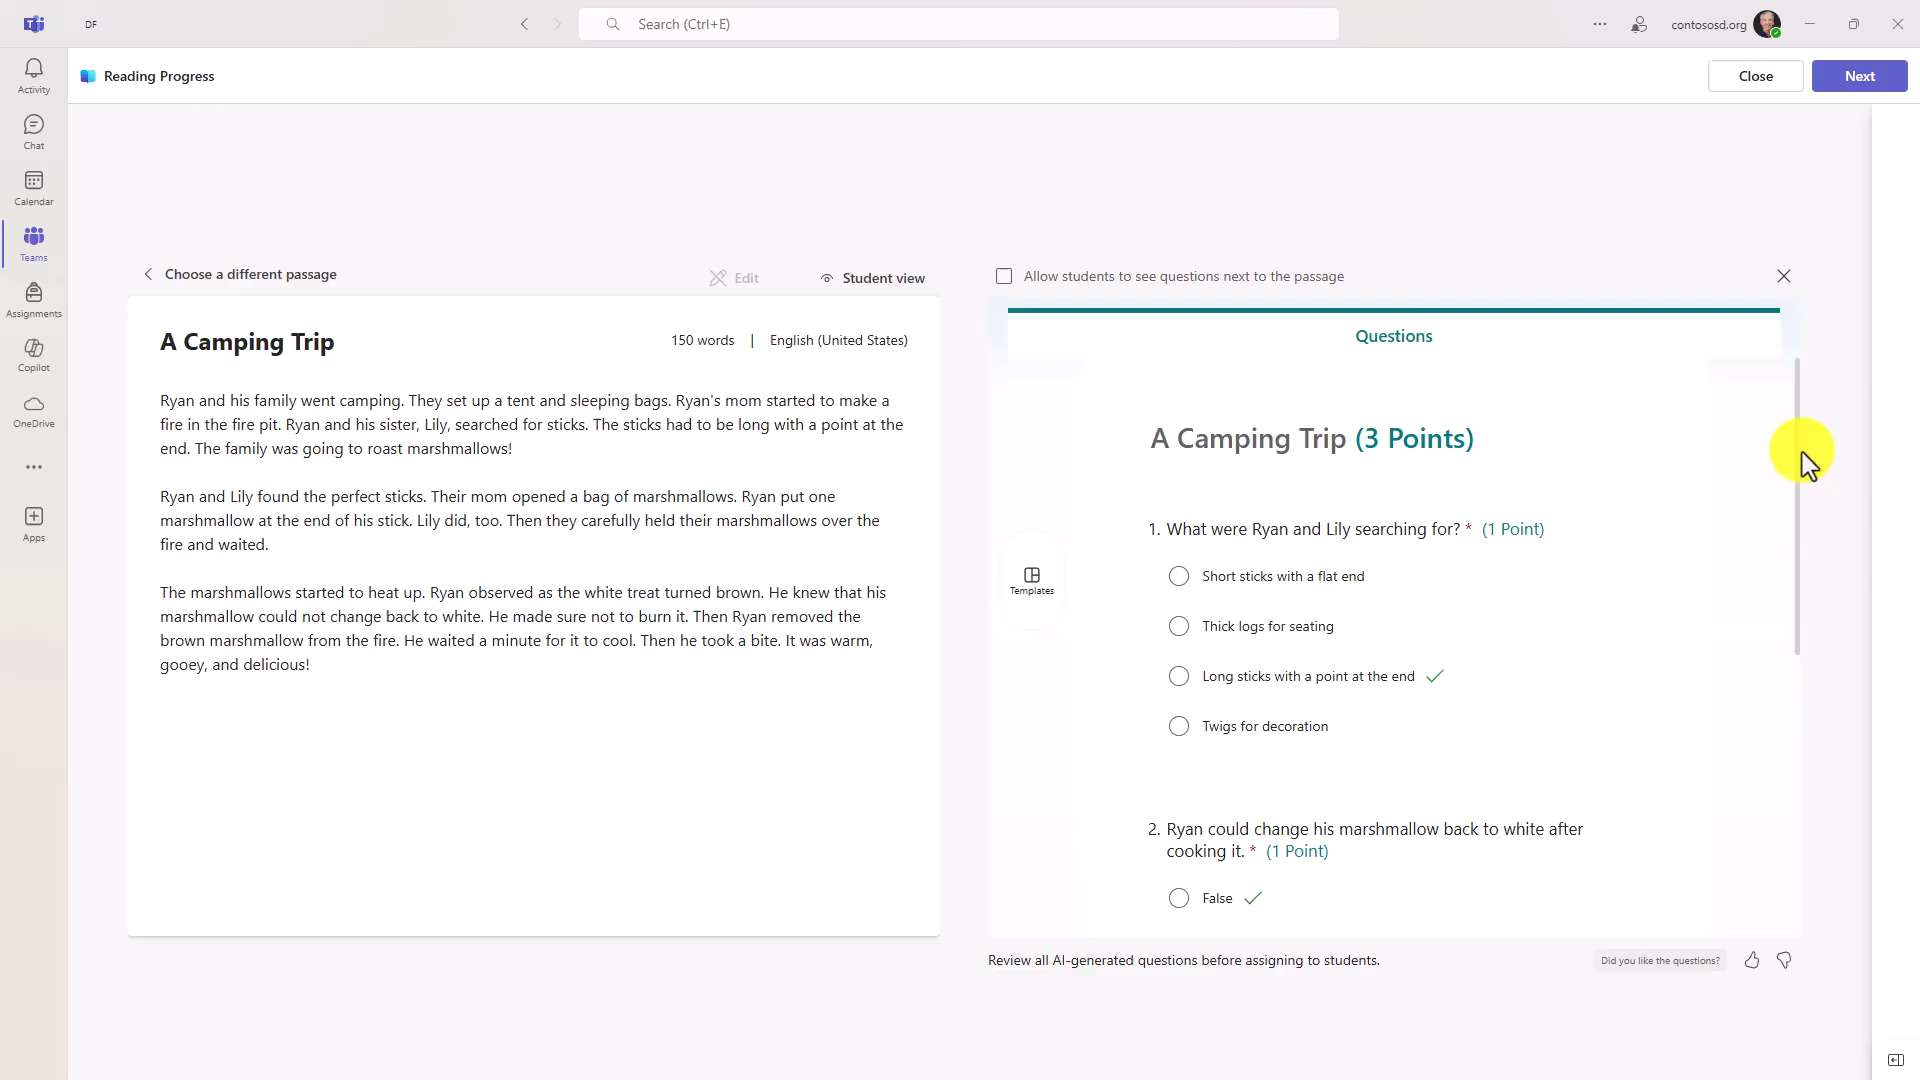 DF
Search (Ctrl+E)
contososd.org
Activity
Chat
Calendar
Teams
Assignments
Copilot
OneDrive
Apps
Reading Progress
Close
Next
Choose a different passage
Edit
Student view
A Camping Trip
150 words | English (United States)
Ryan and his family went camping. They set up a tent and sleeping bags. Ryan's mom started to make a
fire in the fire pit. Ryan and his sister, Lily, searched for sticks. The sticks had to be long with a point at the
end. The family was going to roast marshmallows!
Ryan and Lily found the perfect sticks. Their mom opened a bag of marshmallows. Ryan put one
marshmallow at the end of his stick. Lily did, too. Then they carefully held their marshmallows over the
fire and waited.
The marshmallows started to heat up. Ryan observed as the white treat turned brown. He knew that his
marshmallow could not change back to white. He made sure not to burn it. Then Ryan removed the
brown marshmallow from the fire. He waited a minute for it to cool. Then he took a bite. It was warm,
gooey, and delicious!
Allow students to see questions next to the passage
Questions
Templates
A Camping Trip (3 Points)
1. What were Ryan and Lily searching for? * (1 Point)
Short sticks with a flat end
Thick logs for seating
Long sticks with a point at the end
Twigs for decoration
2. Ryan could change his marshmallow back to white after
cooking it. * (1 Point)
False
Review all AI-generated questions before assigning to students.
Did you like the questions?